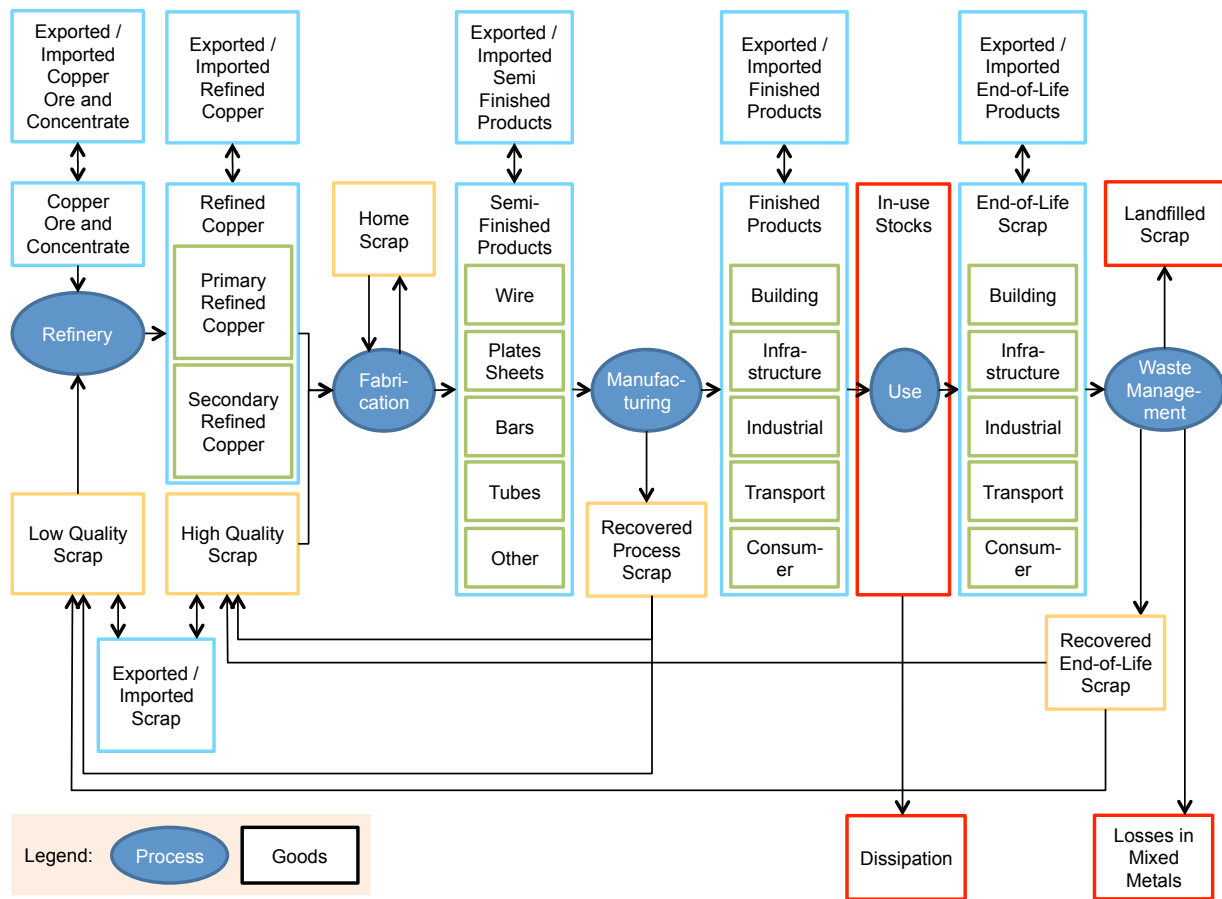 Exported /
Imported
Copper
Ore and
Concentrate
Exported /
Imported
Refined
Copper
Exported /
Imported
Semi
Finished
Products
Exported /
Imported
Finished
Products
Exported /
Imported
End-of-Life
Products
Copper
Ore and
Concentrate
Refined
Copper
Primary
Refined
Copper
Secondary
Refined
Copper
Home
Scrap
Semi-
Finished
Products
Wire
Plates
Sheets
Bars
Tubes
Other
Finished
Products
Building
Infra-
structure
Industrial
Transport
Consum-
er
In-use
Stocks
End-of-Life
Scrap
Building
Infra-
structure
Industrial
Transport
Consum-
er
Landfilled
Scrap
Refinery
Fabri-
cation
Manufac-
turing
Use
Waste
Manage-
ment
Low Quality
Scrap
High Quality
Scrap
Recovered
Process
Scrap
Exported /
Imported
Scrap
Recovered
End-of-Life
Scrap
Legend:
Process
Goods
Dissipation
Losses in
Mixed
Metals